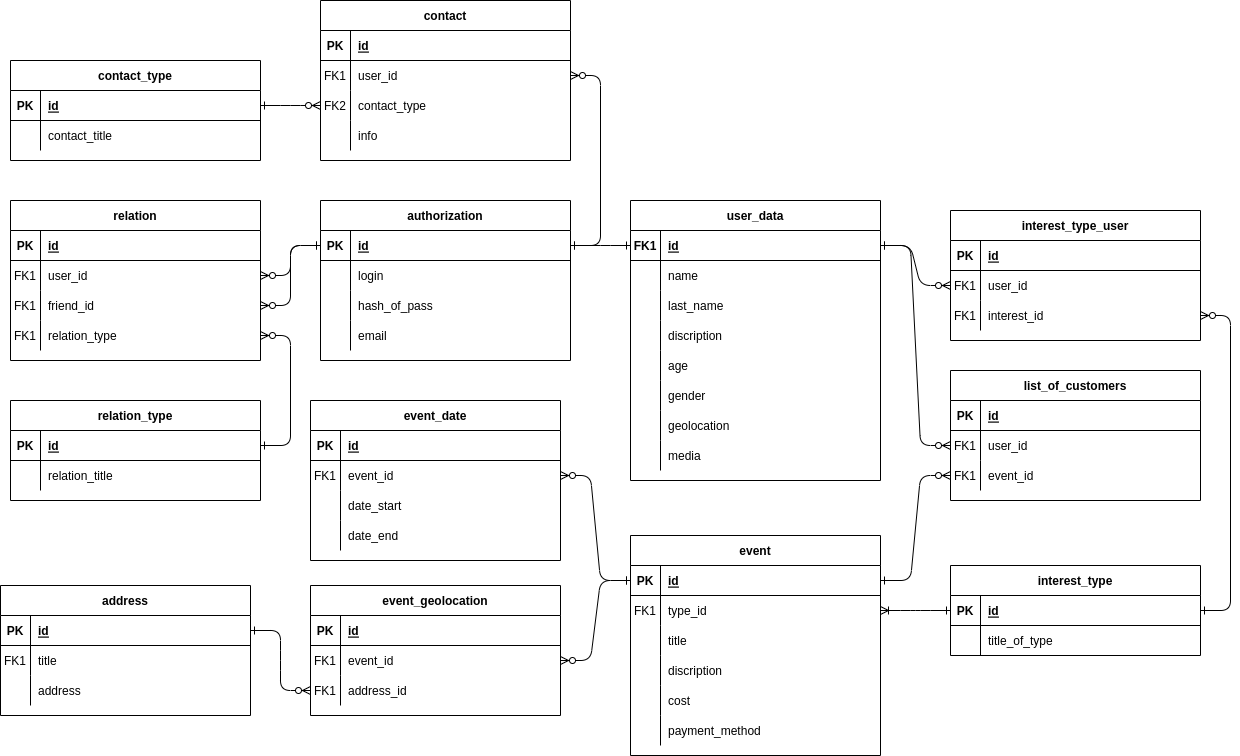 contact
PK id
FK1 user_id
FK2 contact_type
info
contact_type
PK id
contact_title
relation
PK id
FK1 user_id
FK1 friend_id
FK1 relation_type
authorization
PK id
login
hash_of_pass
email
user_data
FK1 id
name
last_name
discription
age
gender
geolocation
media
interest_type_user
PK id
FK1 user_id
FK1 interest_id
list_of_customers
PK id
FK1 user_id
FK1 event_id
relation_type
PK id
relation_title
event_date
PK id
FK1 event_id
date_start
date_end
event
PK id
FK1 type_id
title
discription
cost
payment_method
interest_type
PK id
title_of_type
address
PK id
FK1 title
address
event_geolocation
PK id
FK1 event_id
FK1 address_id